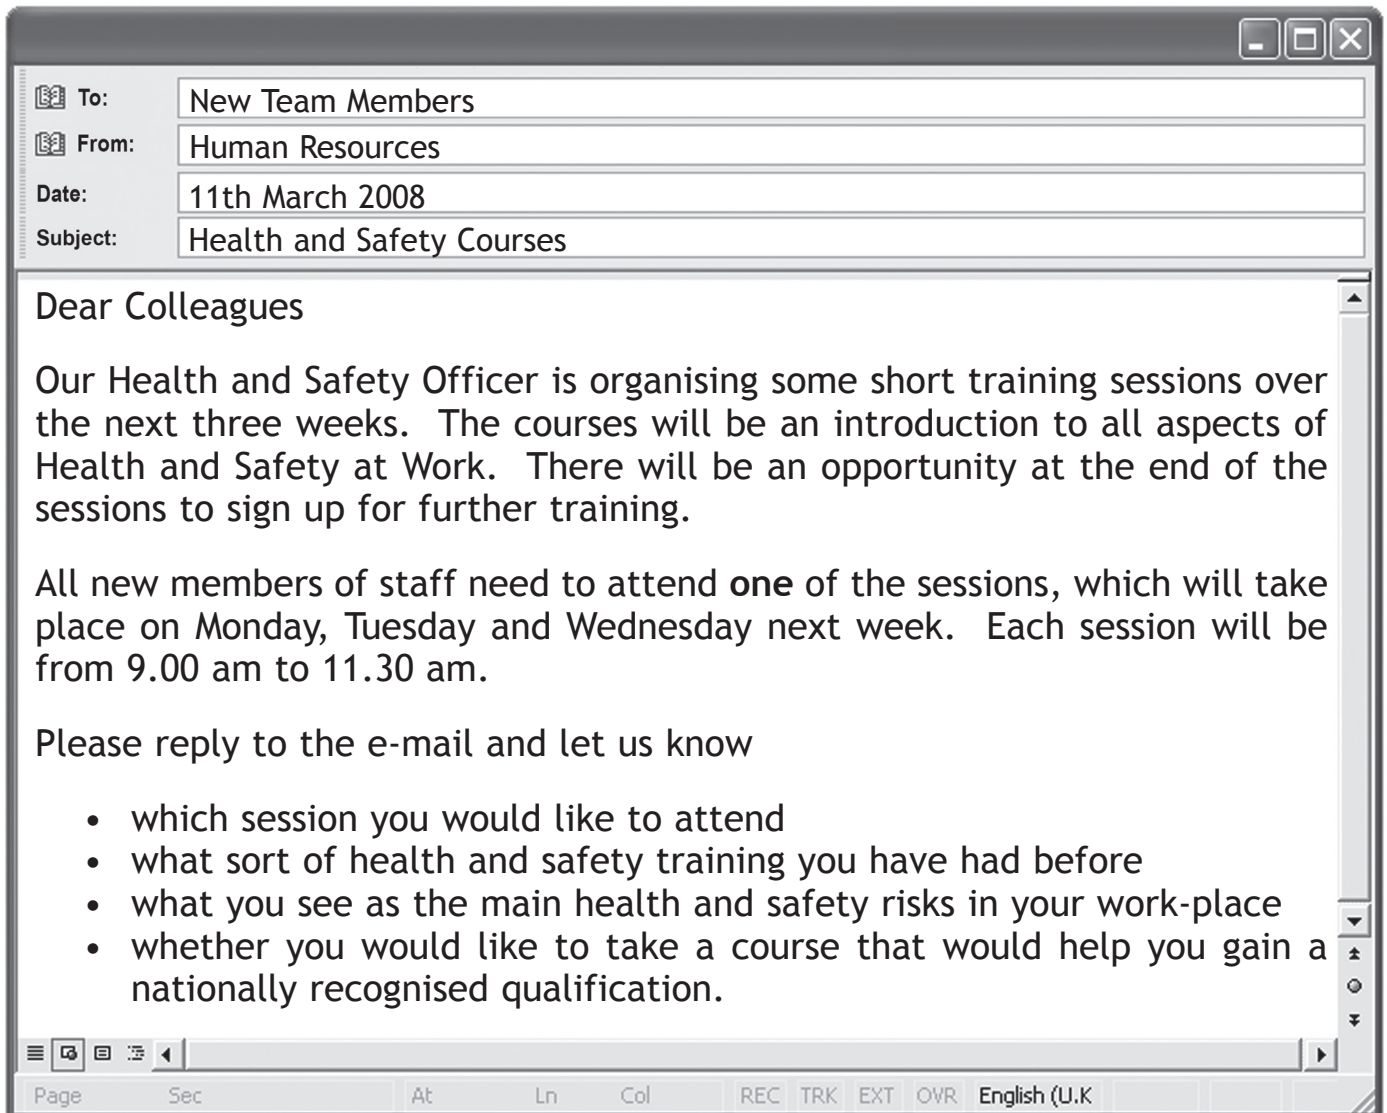 To: New Team Members
From: Human Resources
Date: 11th March 2008
Subject: Health and Safety Courses
Dear Colleagues
Our Health and Safety Officer is organising some short training sessions over
the next three weeks. The courses will be an introduction to all aspects of
Health and Safety at Work. There will be an opportunity at the end of the
sessions to sign up for further training.
All new members of staff need to attend one of the sessions, which will take
place on Monday, Tuesday and Wednesday next week. Each session will be
from 9.00 am to 11.30 am.
Please reply to the e-mail and let us know
• which session you would like to attend
• what sort of health and safety training you have had before
• what you see as the main health and safety risks in your work-place
• whether you would like to take a course that would help you gain a
nationally recognised qualification.
Page Sec At Ln Col REC TRK EXT OVR English (U.K